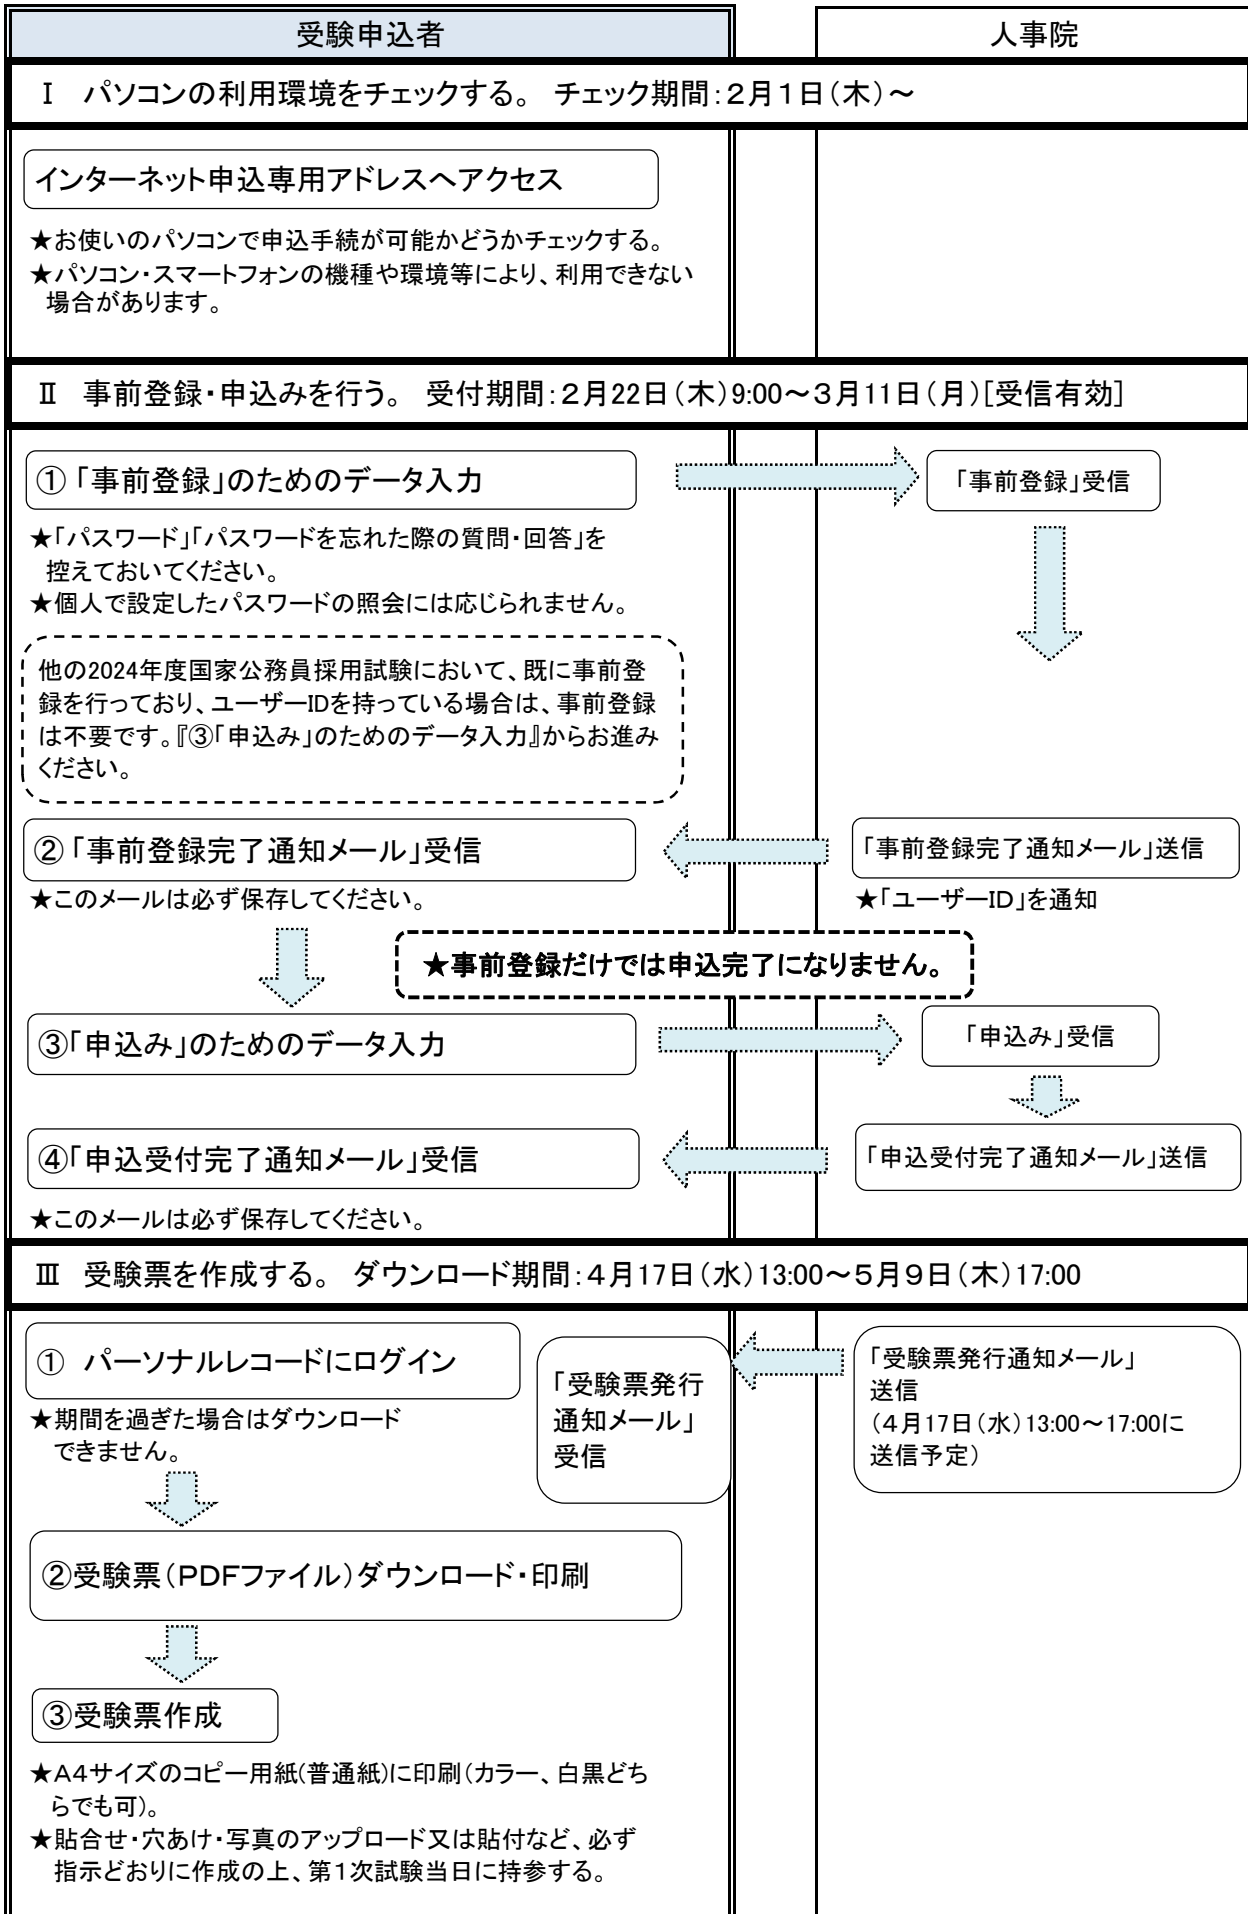 受験申込者
人事院
Ⅰ　パソコンの利用環境をチェックする。 チェック期間：２月１日（木）～
インターネット申込専用アドレスへアクセス
★お使いのパソコンで申込手続が可能かどうかチェックする。
★パソコン・スマートフォンの機種や環境等により、利用できない
場合があります。
Ⅱ　事前登録・申込みを行う。 受付期間：２月22日（木）9:00～３月11日（月）［受信有効］
①「事前登録」のためのデータ入力
「事前登録」受信
★「パスワード」「パスワードを忘れた際の質問・回答」を
控えておいてください。
★個人で設定したパスワードの照会には応じられません。
他の2024年度国家公務員採用試験において、既に事前登
録を行っており、ユーザーIDを持っている場合は、事前登録
は不要です。『③「申込み」のためのデータ入力』からお進み
ください。
②「事前登録完了通知メール」受信
「事前登録完了通知メール」送信
★このメールは必ず保存してください。
★「ユーザーID」を通知
★事前登録だけでは申込完了になりません。
③「申込み」のためのデータ入力
「申込み」受信
④「申込受付完了通知メール」受信
「申込受付完了通知メール」送信
★このメールは必ず保存してください。
Ⅲ　受験票を作成する。 ダウンロード期間：４月17日（水）13:00～５月９日（木）17:00
①　パーソナルレコードにログイン
★期間を過ぎた場合はダウンロード
できません。
「受験票発行
通知メール」
受信
「受験票発行通知メール」
送信
（４月17日（水）13:00～17:00に
送信予定）
②受験票（ＰＤＦファイル）ダウンロード・印刷
③受験票作成
★Ａ４サイズのコピー用紙(普通紙)に印刷（カラー、白黒どち
らでも可）。
★貼合せ・穴あけ・写真のアップロード又は貼付など、必ず
指示どおりに作成の上、第１次試験当日に持参する。